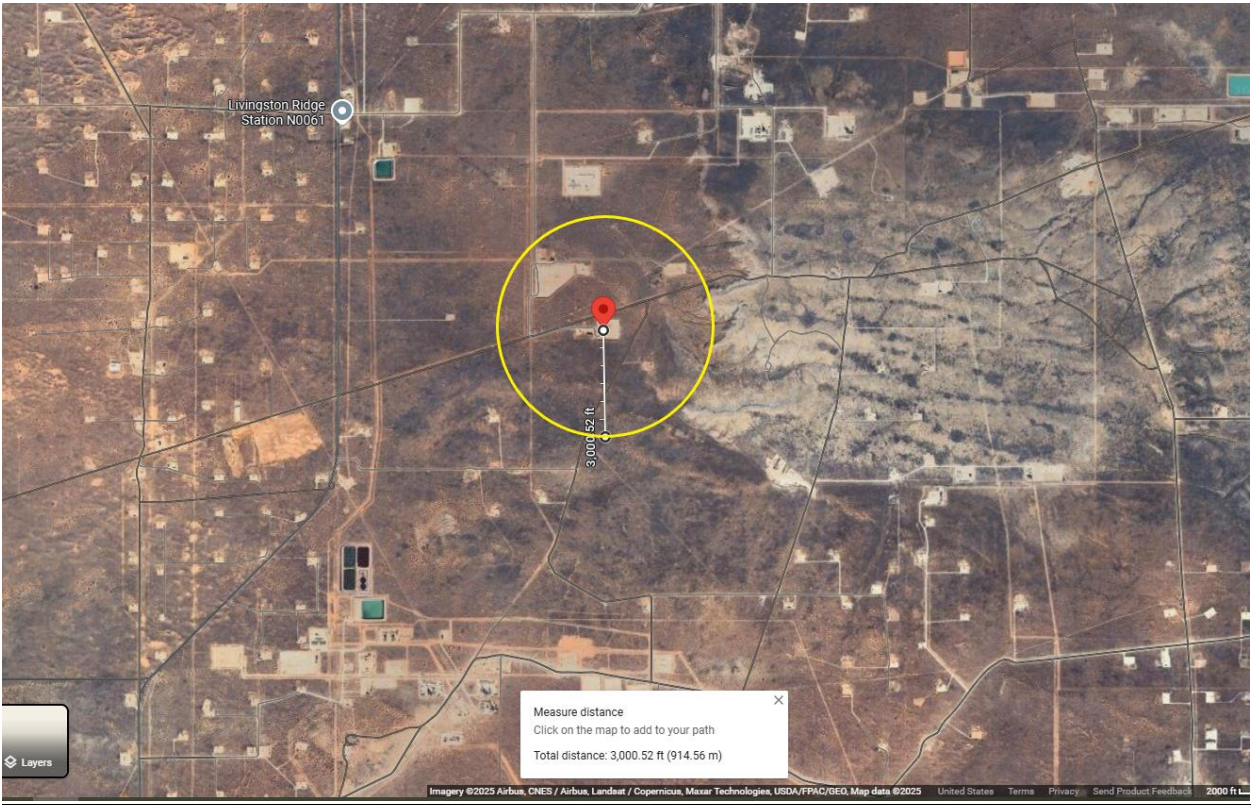 Livingston Ridge
Station N0061
3,000.52 ft
Measure distance
Click on the map to add to your path
Total distance: 3,000.52 ft (914.56 m)
Layers
Imagery ©2025 Airbus, CNES / Airbus, Landsat / Copernicus, Maxar Technologies, USDA/FPAC/GEO, Map data ©2025 United States Terms Privacy Send Product Feedback 2000 ft